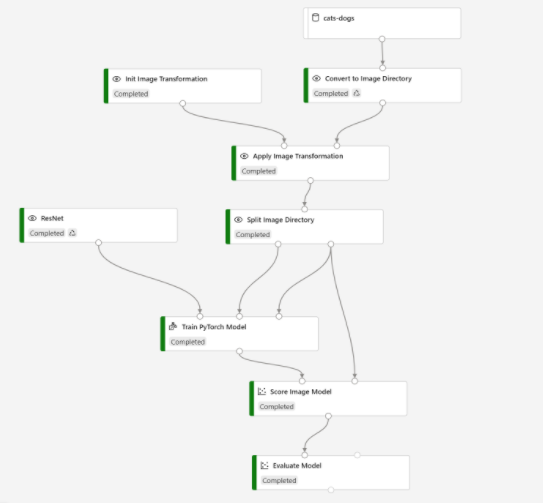 cats-dogs
Init Image Transformation
Completed
Convert to Image Directory
Completed
Apply Image Transformation
Completed
ResNet
Completed
Split Image Directory
Completed
Train PyTorch Model
Completed
Score Image Model
Completed
Evaluate Model
Completed